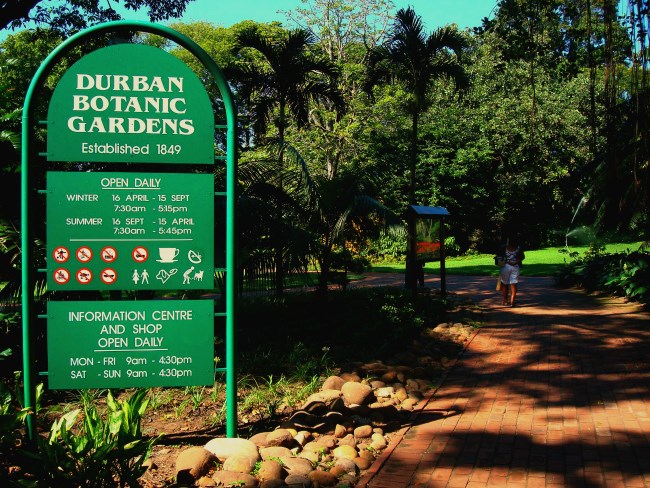 DURBAN
BOTANIC
GARDENS
Established 1849
OPEN DAILY
WINTER 16 APRIL - 15 SEPT
7:30am - 5:15pm
SUMMER 16 SEPT - 15 APRIL
7:30am - 5:45pm
INFORMATION CENTRE
AND SHOP
OPEN DAILY
MON - FRI 9am - 4:30pm
SAT - SUN 9am - 4:30pm